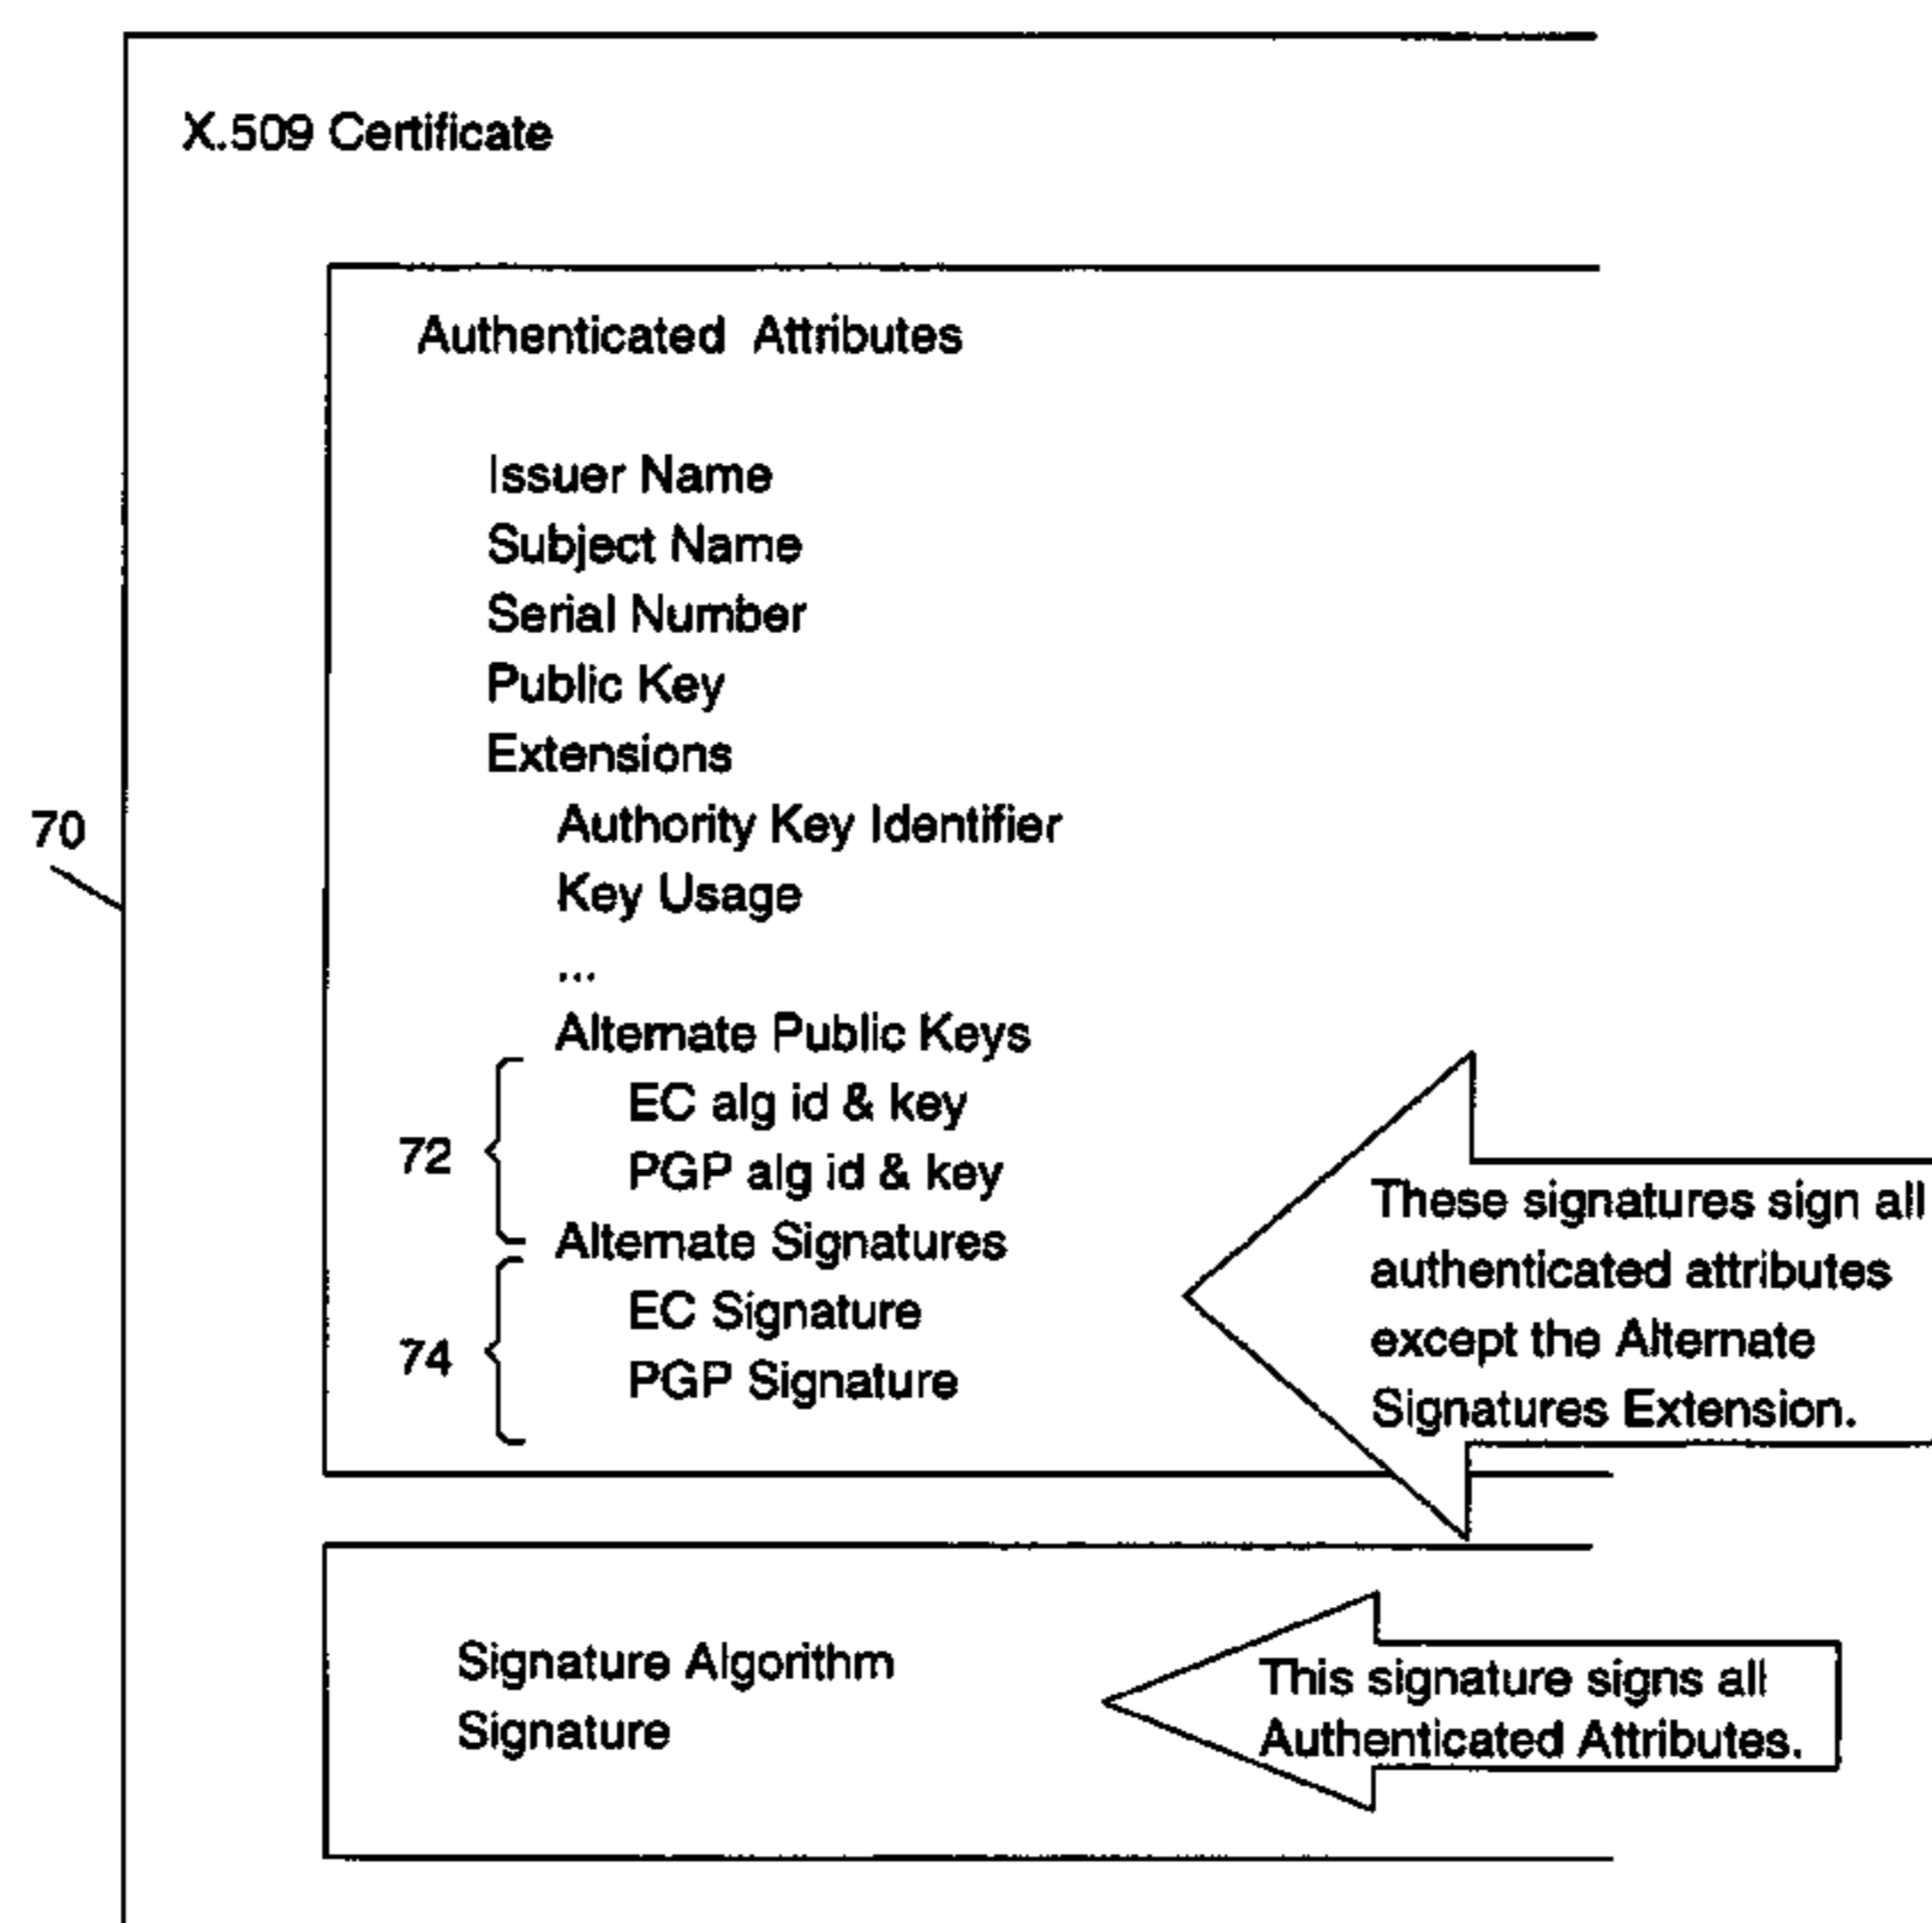 X.509 Certificate
Authenticated Attributes
Issuer Name
Subject Name
Serial Number
Public Key
Extensions
Authority Key Identifier
Key Usage
...
Alternate Public Keys
EC alg id & key
PGP alg id & key
Alternate Signatures
EC Signature
PGP Signature
70
72
74
These signatures sign all
authenticated attributes
except the Alternate
Signatures Extension.
Signature Algorithm
Signature
This signature signs all
Authenticated Attributes.